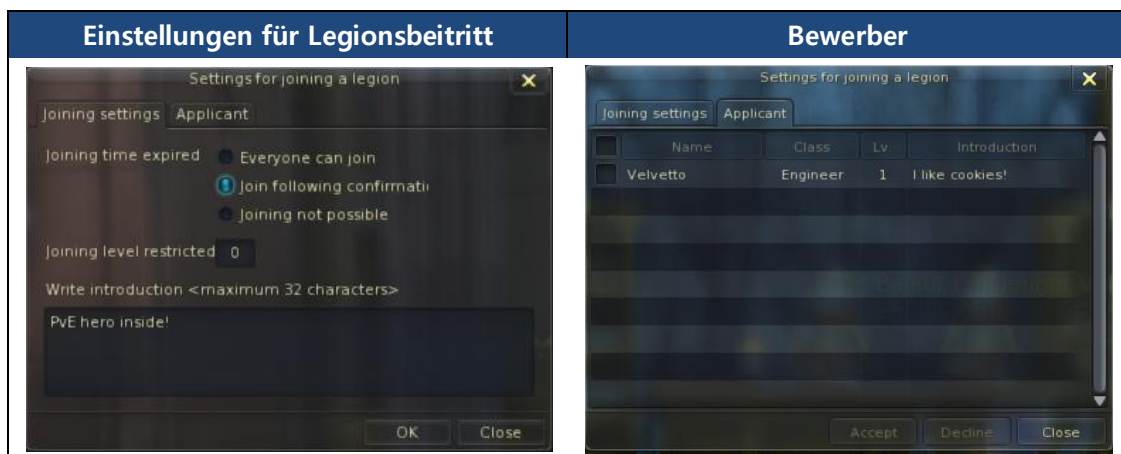 Einstellungen für Legionsbeitritt
Bewerber
Settings for joining a legion
Joining settings Applicant
Joining time expired Everyone can join
Join following confirmati
Joining not possible
Joining level restricted 0
Write introduction <maximum 32 characters>
PvE hero inside!
OK Close
Settings for joining a legion
Joining settings Applicant
Name Class Lv Introduction
Velvetto Engineer 1 I like cookies!
Accept Decline Close